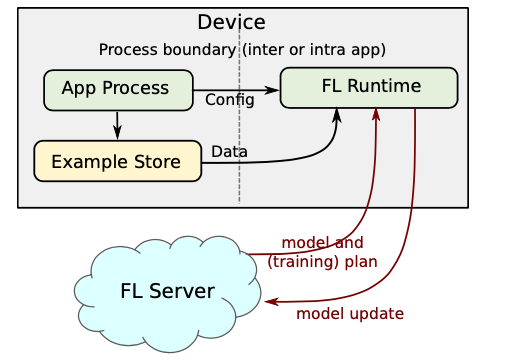 Device
Process boundary (inter or intra app)
App Process
FL Runtime
Config
Data
Example Store
model and
(training) plan
FL Server
model update